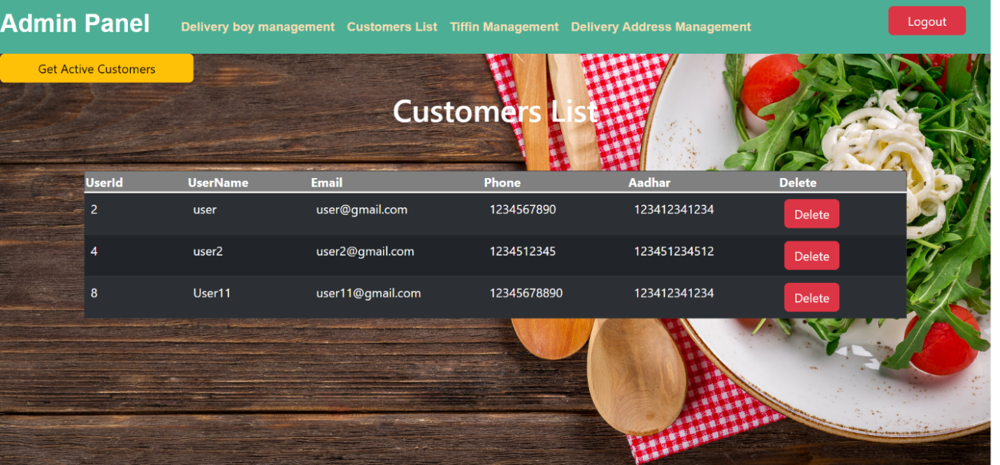 Admin Panel Delivery boy management Customers List Tiffin Management Delivery Address Management Logout
Get Active Customers
Customers List
UserId UserName Email Phone Aadhar Delete
2 user user@gmail.com 1234567890 123412341234 Delete
4 user2 user2@gmail.com 1234512345 123451234512 Delete
8 User11 user11@gmail.com 12345678890 123412341234 Delete